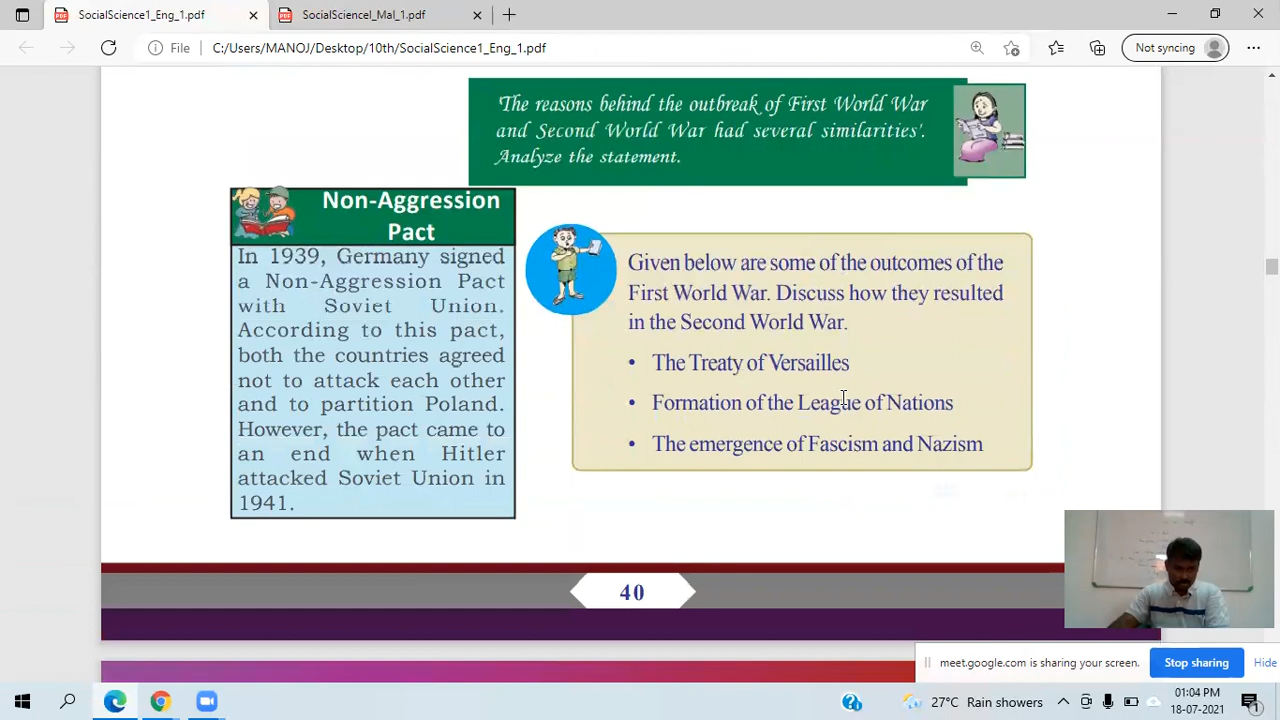 SocialScienceI_Eng_1.pdf
SocialScienceI_Mal_1.pdf
File
C:/Users/MANOJ/Desktop/10th/SocialScience1_Eng_1.pdf
Not syncing
'The reasons behind the outbreak of First World War
and Second World War had several similarities'.
Analyze the statement.
Non-Aggression
Pact
In 1939, Germany signed
a Non-Aggression Pact
with Soviet Union.
According to this pact,
both the countries agreed
not to attack each other
and to partition Poland.
However, the pact came to
an end when Hitler
attacked Soviet Union in
1941.
Given below are some of the outcomes of the
First World War. Discuss how they resulted
in the Second World War.
• The Treaty of Versailles
• Formation of the League of Nations
• The emergence of Fascism and Nazism
40
meet.google.com is sharing your screen.
Stop sharing
Hide
27°C Rain showers
01:04 PM
18-07-2021
1